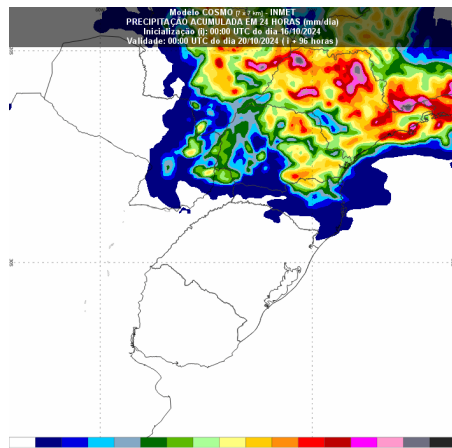 Modelo COSMO [7 x 7 km] - INMET
PRECIPITAÇÃO ACUMULADA EM 24 HORAS (mm/dia)
Inicialização (i): 00:00 UTC do dia 16/10/2024
Validade: 00:00 UTC do dia 20/10/2024 ( i + 96 horas )
30S